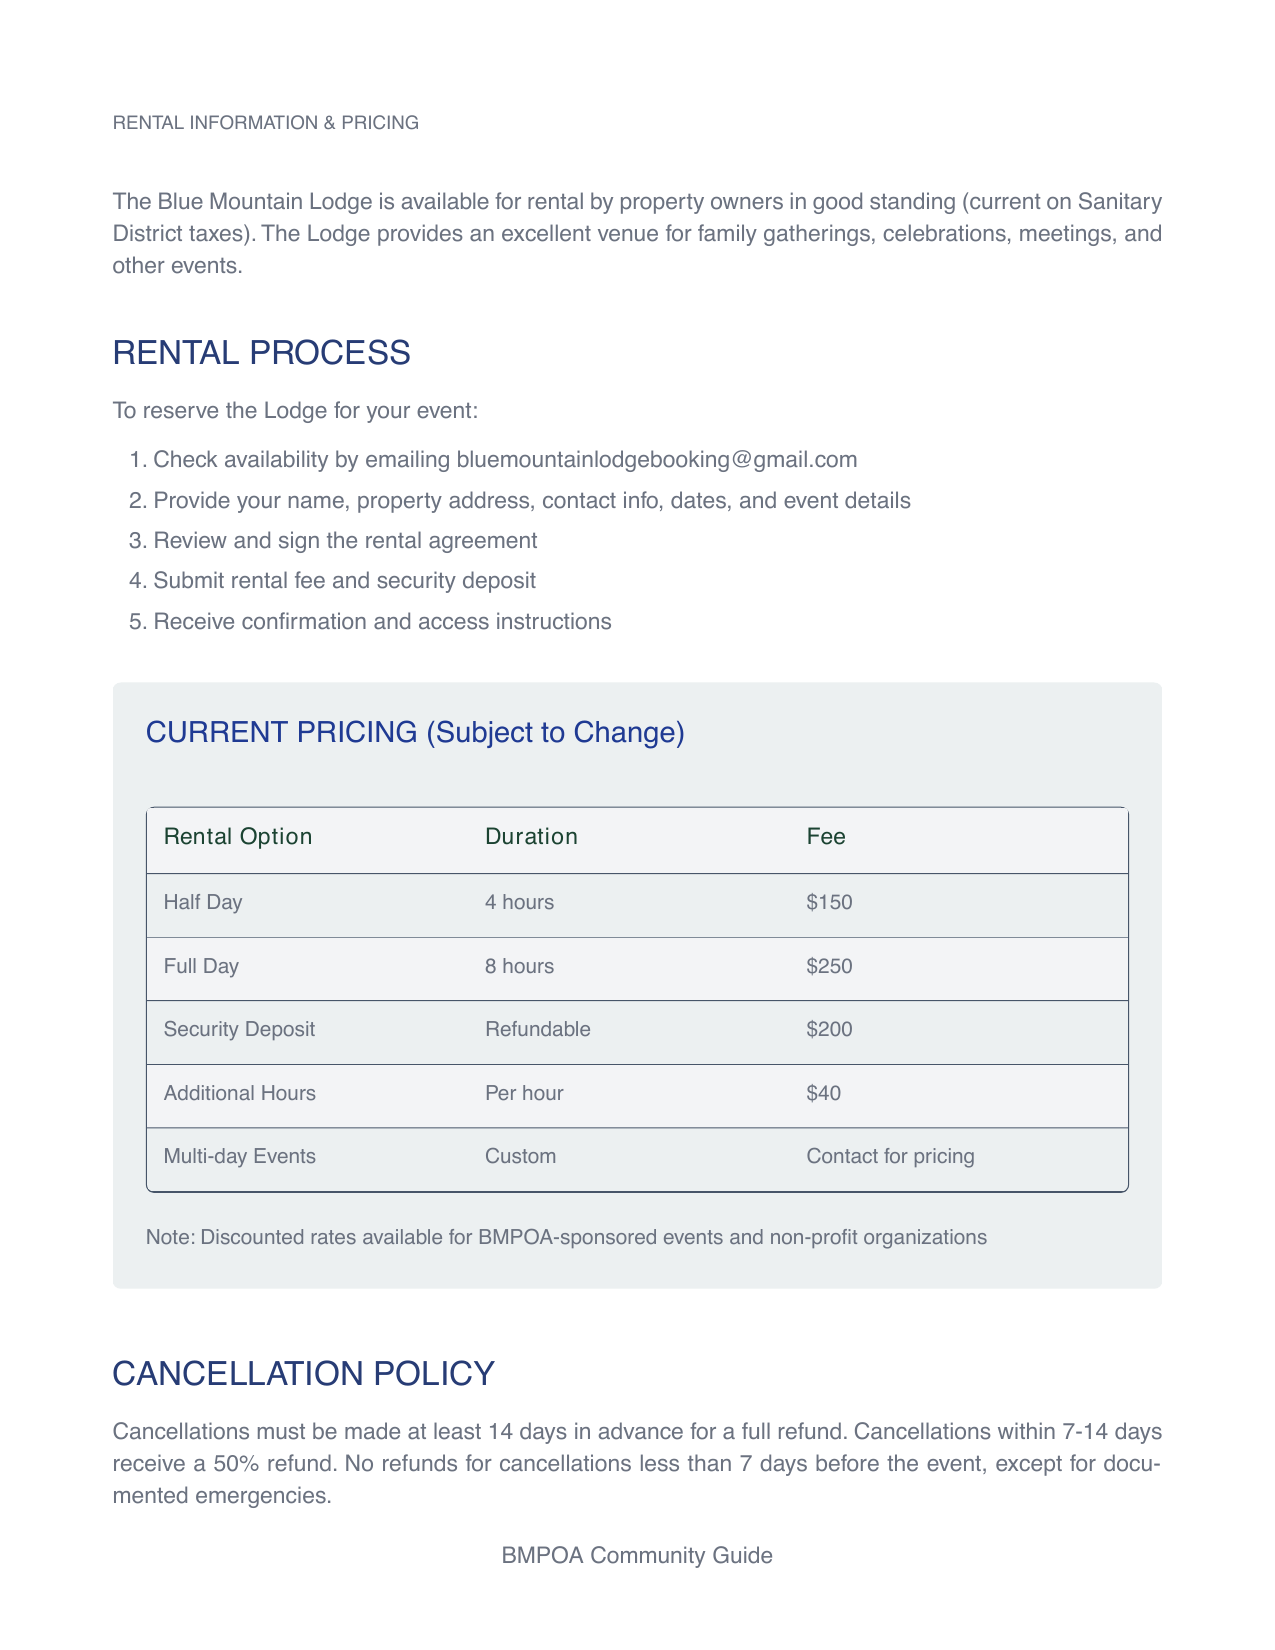 RENTAL INFORMATION & PRICING
The Blue Mountain Lodge is available for rental by property owners in good standing (current on Sanitary
District taxes). The Lodge provides an excellent venue for family gatherings, celebrations, meetings, and
other events.
RENTAL PROCESS
To reserve the Lodge for your event:
1. Check availability by emailing bluemountainlodgebooking@gmail.com
2. Provide your name, property address, contact info, dates, and event details
3. Review and sign the rental agreement
4. Submit rental fee and security deposit
5. Receive confirmation and access instructions
CURRENT PRICING (Subject to Change)
Rental Option Duration Fee
Half Day 4 hours $150
Full Day 8 hours $250
Security Deposit Refundable $200
Additional Hours Per hour $40
Multi-day Events Custom Contact for pricing
Note: Discounted rates available for BMPOA-sponsored events and non-profit organizations
CANCELLATION POLICY
Cancellations must be made at least 14 days in advance for a full refund. Cancellations within 7-14 days
receive a 50% refund. No refunds for cancellations less than 7 days before the event, except for docu-
mented emergencies.
BMPOA Community Guide